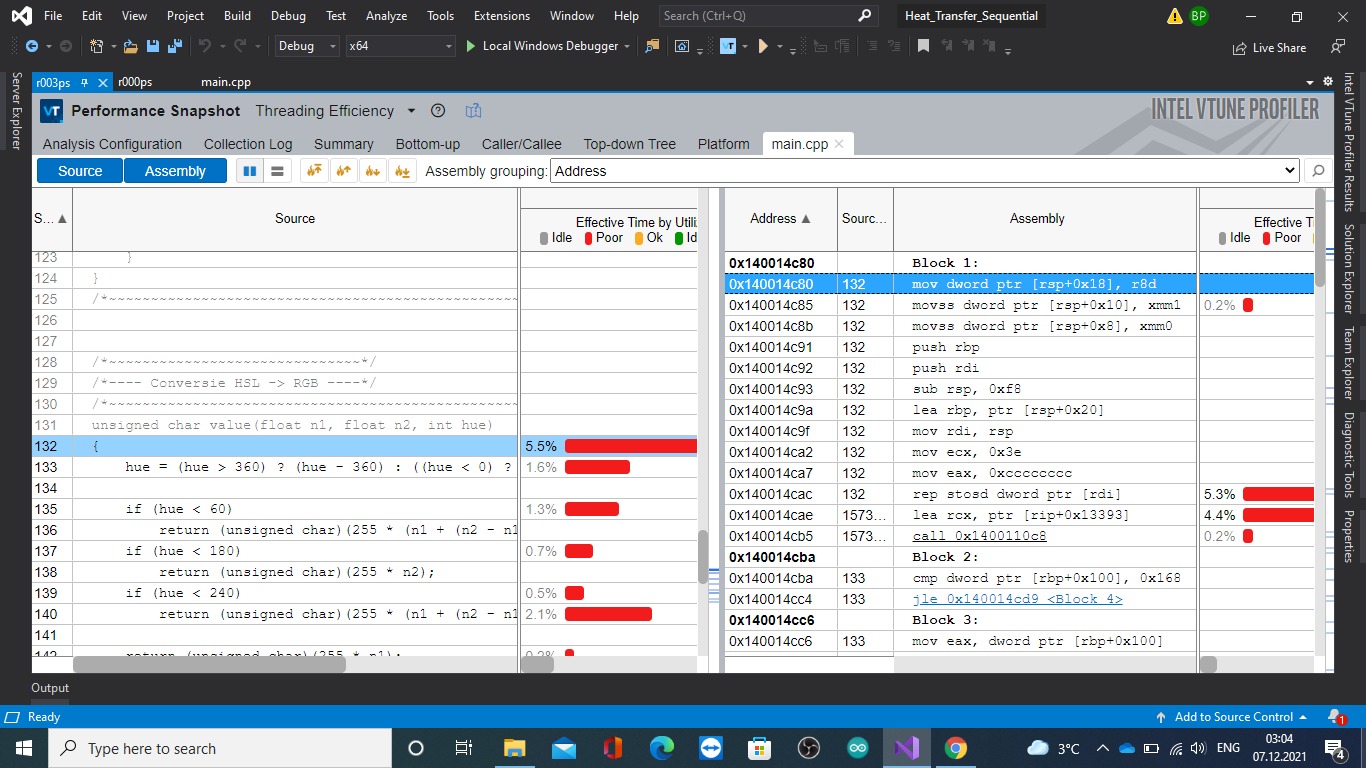 File Edit View Project Build Debug Test Analyze Tools Extensions Window Help Search (Ctrl+Q) Heat_Transfer_Sequential BP
Debug x64 Local Windows Debugger VT Live Share
r003ps r000ps main.cpp
VT Performance Snapshot Threading Efficiency INTEL VTUNE PROFILER
Analysis Configuration Collection Log Summary Bottom-up Caller/Callee Top-down Tree Platform main.cpp
Source Assembly Assembly grouping: Address
S... Source Effective Time by Utiliz
Idle Poor Ok Id
123 }
124 }
125 /*~~~~~~~~~~~~~~~~~~~~~~~~~~~~~~~~~~~~~~~~~~~~~~~~~~
126
127
128 /*~~~~~~~~~~~~~~~~~~~~~~~~~~~~~~*/
129 /*---- Conversie HSL -> RGB ----*/
130 /*~~~~~~~~~~~~~~~~~~~~~~~~~~~~~~~~~~~~~~~~~~~~~~~~~~
131 unsigned char value(float n1, float n2, int hue)
132 { 5.5%
133 hue = (hue > 360) ? (hue - 360) : ((hue < 0) ? 1.6%
134
135 if (hue < 60) 1.3%
136 return (unsigned char)(255 * (n1 + (n2 - n1
137 if (hue < 180) 0.7%
138 return (unsigned char)(255 * n2);
139 if (hue < 240) 0.5%
140 return (unsigned char)(255 * (n1 + (n2 - n1 2.1%
141
142 return (unsigned char)(255 * n1); 0.2%
Address Sourc... Assembly Effective Ti
Idle Poor
0x140014c80 Block 1:
0x140014c80 132 mov dword ptr [rsp+0x18], r8d
0x140014c85 132 movss dword ptr [rsp+0x10], xmm1 0.2%
0x140014c8b 132 movss dword ptr [rsp+0x8], xmm0
0x140014c91 132 push rbp
0x140014c92 132 push rdi
0x140014c93 132 sub rsp, 0xf8
0x140014c9a 132 lea rbp, ptr [rsp+0x20]
0x140014c9f 132 mov rdi, rsp
0x140014ca2 132 mov ecx, 0x3e
0x140014ca7 132 mov eax, 0xcccccccc
0x140014cac 132 rep stosd dword ptr [rdi] 5.3%
0x140014cae 1573... lea rcx, ptr [rip+0x13393] 4.4%
0x140014cb5 1573... call 0x1400110c8 0.2%
0x140014cba Block 2:
0x140014cba 133 cmp dword ptr [rbp+0x100], 0x168
0x140014cc4 133 jle 0x140014cd9 <Block 4>
0x140014cc6 Block 3:
0x140014cc6 133 mov eax, dword ptr [rbp+0x100]
Server Explorer
Intel VTune Profiler Results
Solution Explorer
Team Explorer
Diagnostic Tools
Properties
Output
Ready Add to Source Control 1
Type here to search 3°C ENG 03:04
07.12.2021 4